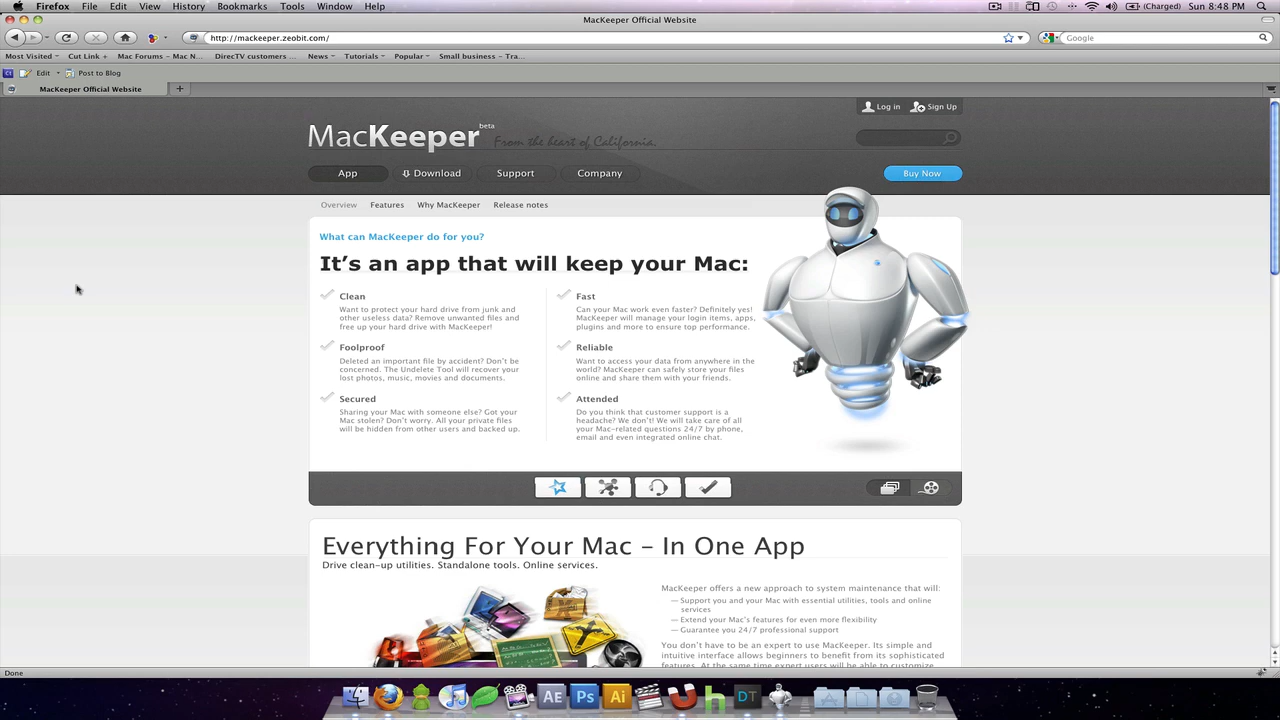 Firefox File Edit View History Bookmarks Tools Window Help (Charged) Sun 8:48 PM
MacKeeper Official Website
http://mackeeper.zeobit.com/ Google
Most Visited Cut Link + Mac Forums - Mac N... DirecTV customers ... News Tutorials Popular Small business - Tra...
Edit Post to Blog
MacKeeper Official Website
Log in Sign Up
MacKeeper beta From the heart of California.
App Download Support Company Buy Now
Overview Features Why MacKeeper Release notes
What can MacKeeper do for you?
It's an app that will keep your Mac:
Clean
Want to protect your hard drive from junk and
other useless data? Remove unwanted files and
free up your hard drive with MacKeeper!
Foolproof
Deleted an important file by accident? Don't be
concerned. The Undelete Tool will recover your
lost photos, music, movies and documents.
Secured
Sharing your Mac with someone else? Got your
Mac stolen? Don't worry. All your private files
will be hidden from other users and backed up.
Fast
Can your Mac work even faster? Definitely yes!
MacKeeper will manage your login items, apps,
plugins and more to ensure top performance.
Reliable
Want to access your data from anywhere in the
world? MacKeeper can safely store your files
online and share them with your friends.
Attended
Do you think that customer support is a
headache? We don't! We will take care of all
your Mac-related questions 24/7 by phone,
email and even integrated online chat.
Everything For Your Mac – In One App
Drive clean-up utilities. Standalone tools. Online services.
MacKeeper offers a new approach to system maintenance that will:
— Support you and your Mac with essential utilities, tools and online
services
— Extend your Mac's features for even more flexibility
— Guarantee you 24/7 professional support
You don't have to be an expert to use MacKeeper. Its simple and
intuitive interface allows beginners to benefit from its sophisticated
features. At the same time expert users will be able to customize
Done
AE Ps Ai h DT